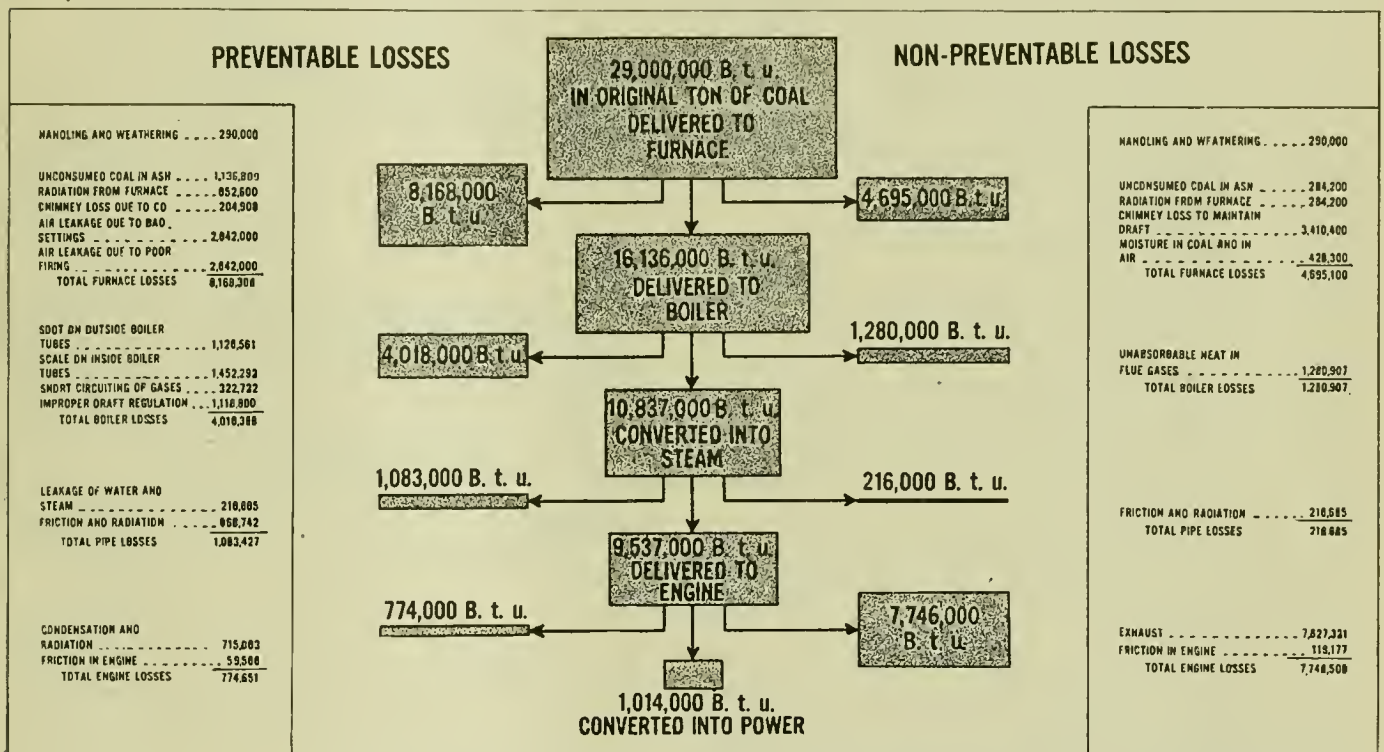 PREVENTABLE LOSSES
HANDLING AND WEATHERING .... 290,000
UNCONSUMED COAL IN ASH - 1,136,800
RADIATION FROM FURNACE ..... 852,600
CHIMNEY LOSS DUE TO CO .... 204,908
AIR LEAKAGE DUE TO BAD
SETTINGS ........... 2,842,000
AIR LEAKAGE DUE TO POOR
FIRING ............. 2,842,000
TOTAL FURNACE LOSSES 8,168,308
SOOT ON OUTSIDE BOILER
TUBES .............. 1,126,561
SCALE ON INSIDE BOILER
TUBES .............. 1,452,293
SHORT CIRCUITING OF GASES .... 322,732
IMPROPER DRAFT REGULATION ... 1,116,800
TOTAL BOILER LOSSES 4,018,386
LEAKAGE OF WATER AND
STEAM .............. 216,685
FRICTION AND RADIATION ..... 866,742
TOTAL PIPE LOSSES 1,083,427
CONDENSATION AND
RADIATION .......... 715,083
FRICTION IN ENGINE ......... 59,568
TOTAL ENGINE LOSSES 774,651
29,000,000 B. t. u.
IN ORIGINAL TON OF COAL
DELIVERED TO
FURNACE
8,168,000
B. t. u.
4,695,000 B. t. u.
16,136,000 B. t. u.
DELIVERED TO
BOILER
4,018,000 B. t. u.
1,280,000 B. t. u.
10,837,000 B. t. u.
CONVERTED INTO
STEAM
1,083,000 B. t. u.
216,000 B. t. u.
9,537,000 B. t. u.
DELIVERED TO
ENGINE
774,000 B. t. u.
7,746,000
B. t. u.
1,014,000 B. t. u.
CONVERTED INTO POWER
NON-PREVENTABLE LOSSES
HANDLING AND WEATHERING ..... 290,000
UNCONSUMED COAL IN ASH ..... 284,200
RADIATION FROM FURNACE ..... 284,200
CHIMNEY LOSS TO MAINTAIN
DRAFT .............. 3,410,400
MOISTURE IN COAL AND IN
AIR ................ 428,300
TOTAL FURNACE LOSSES 4,695,100
UNABSORBABLE HEAT IN
FLUE GASES ......... 1,280,907
TOTAL BOILER LOSSES 1,280,907
FRICTION AND RADIATION ...... 216,685
TOTAL PIPE LOSSES 216,685
EXHAUST ............ 7,627,331
FRICTION IN ENGINE ......... 119,177
TOTAL ENGINE LOSSES 7,746,508